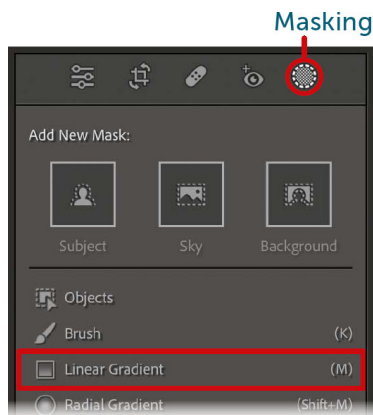 Masking
Add New Mask:
Subject Sky Background
Objects
Brush (K)
Linear Gradient (M)
Radial Gradient (Shift+M)